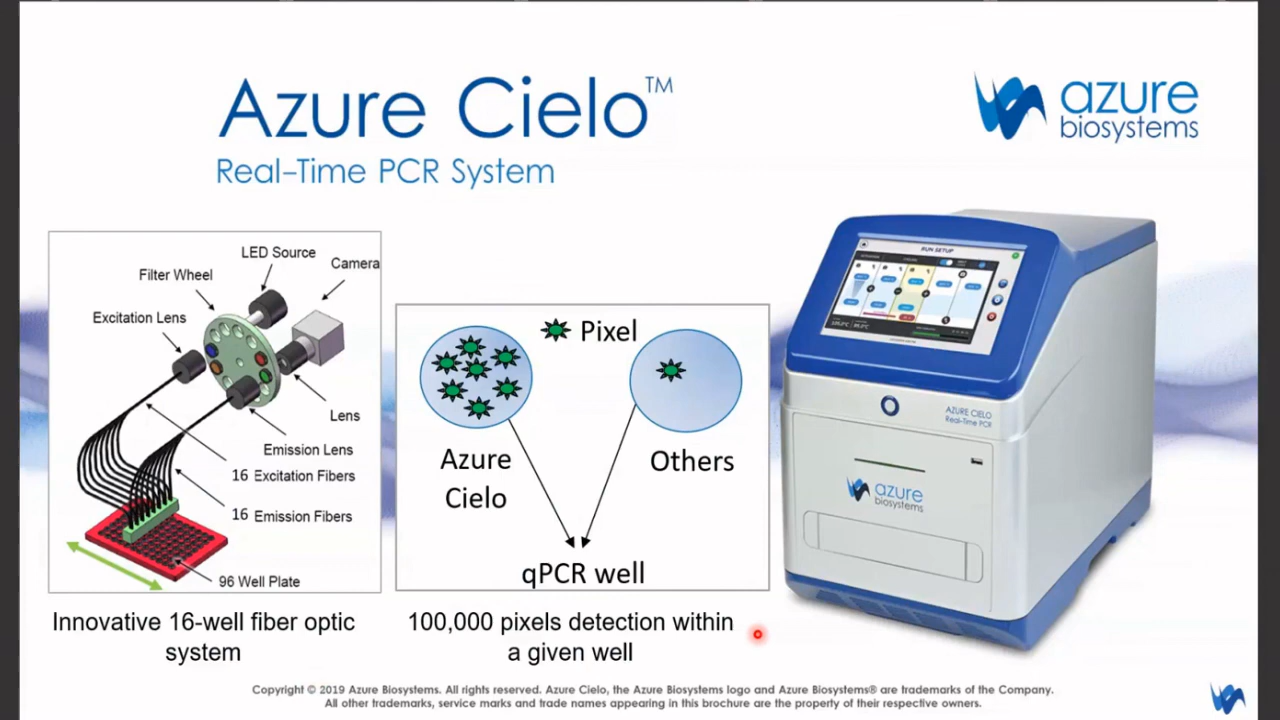 Azure Cielo™
Real-Time PCR System
azure
biosystems
LED Source
Camera
Filter Wheel
Excitation Lens
Lens
Emission Lens
16 Excitation Fibers
16 Emission Fibers
96 Well Plate
Innovative 16-well fiber optic
system
Pixel
Azure
Cielo
Others
qPCR well
100,000 pixels detection within
a given well
RUN SETUP
AZURE CIELO
Real-Time PCR
azure
biosystems
Copyright © 2019 Azure Biosystems. All rights reserved. Azure Cielo, the Azure Biosystems logo and Azure Biosystems® are trademarks of the Company.
All other trademarks, service marks and trade names appearing in this brochure are the property of their respective owners.